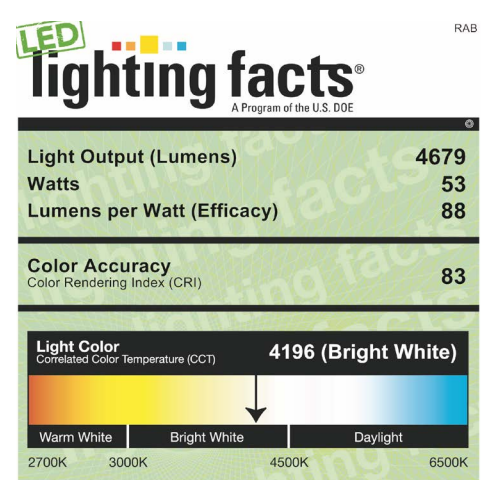 RAB
LED
lighting facts®
A Program of the U.S. DOE
Light Output (Lumens) 4679
Watts 53
Lumens per Watt (Efficacy) 88
Color Accuracy
Color Rendering Index (CRI) 83
Light Color
Correlated Color Temperature (CCT) 4196 (Bright White)
Warm White Bright White Daylight
2700K 3000K 4500K 6500K